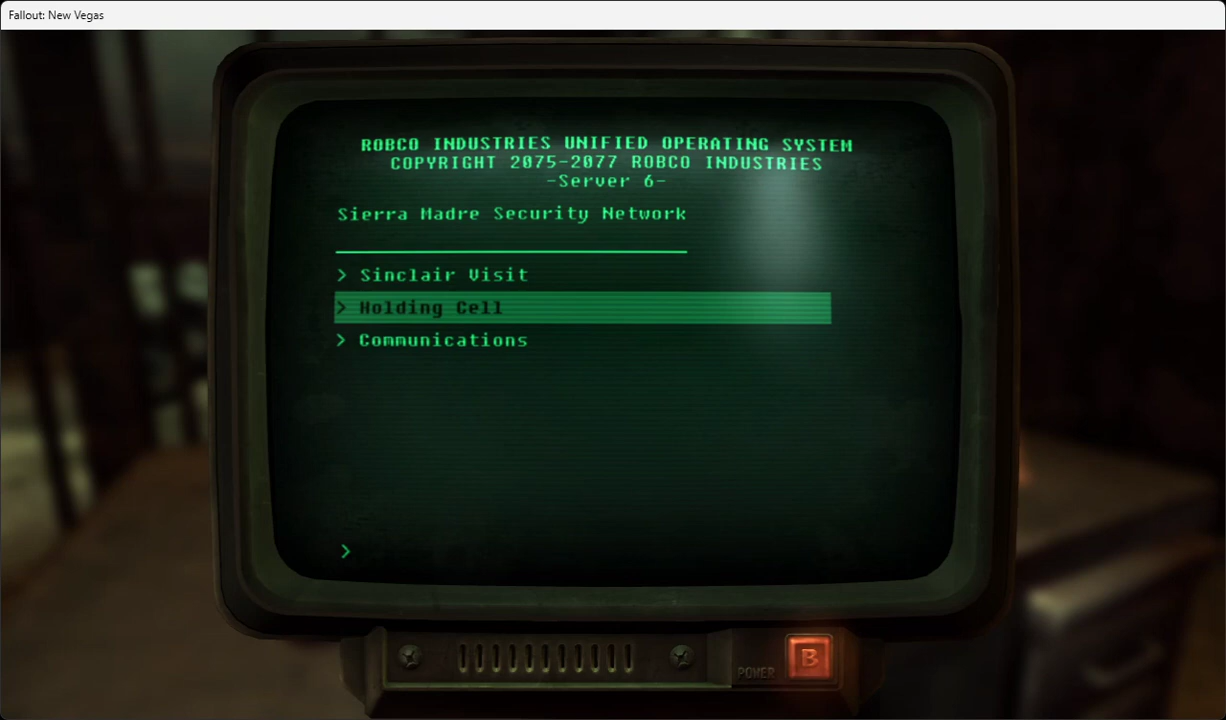 Fallout: New Vegas
ROBCO INDUSTRIES UNIFIED OPERATING SYSTEM
COPYRIGHT 2075-2077 ROBCO INDUSTRIES
-Server 6-
Sierra Madre Security Network
> Sinclair Visit
> Holding Cell
> Communications
>
POWER B